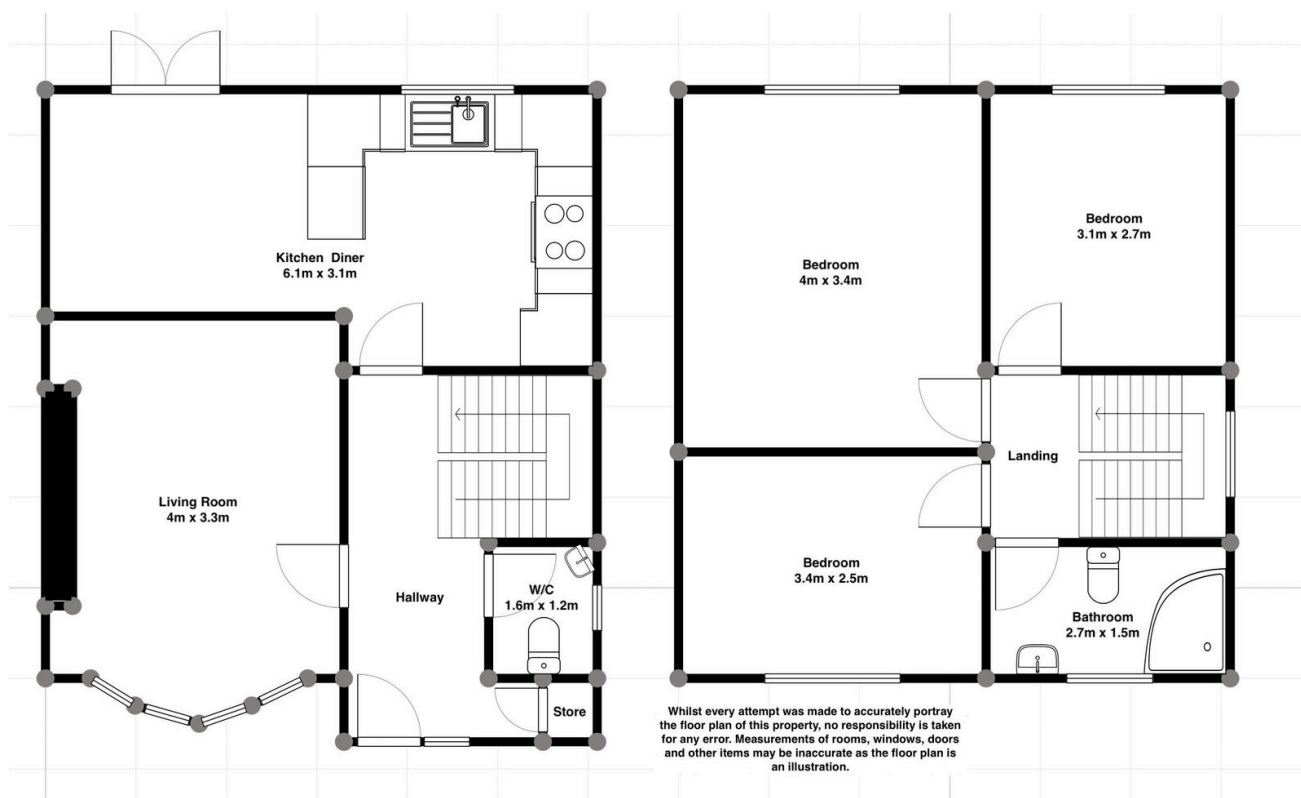 Kitchen Diner
6.1m x 3.1m
Living Room
4m x 3.3m
Hallway
W/C
1.6m x 1.2m
Store
Bedroom
4m x 3.4m
Bedroom
3.1m x 2.7m
Landing
Bedroom
3.4m x 2.5m
Bathroom
2.7m x 1.5m
Whilst every attempt was made to accurately portray
the floor plan of this property, no responsibility is taken
for any error. Measurements of rooms, windows, doors
and other items may be inaccurate as the floor plan is
an illustration.